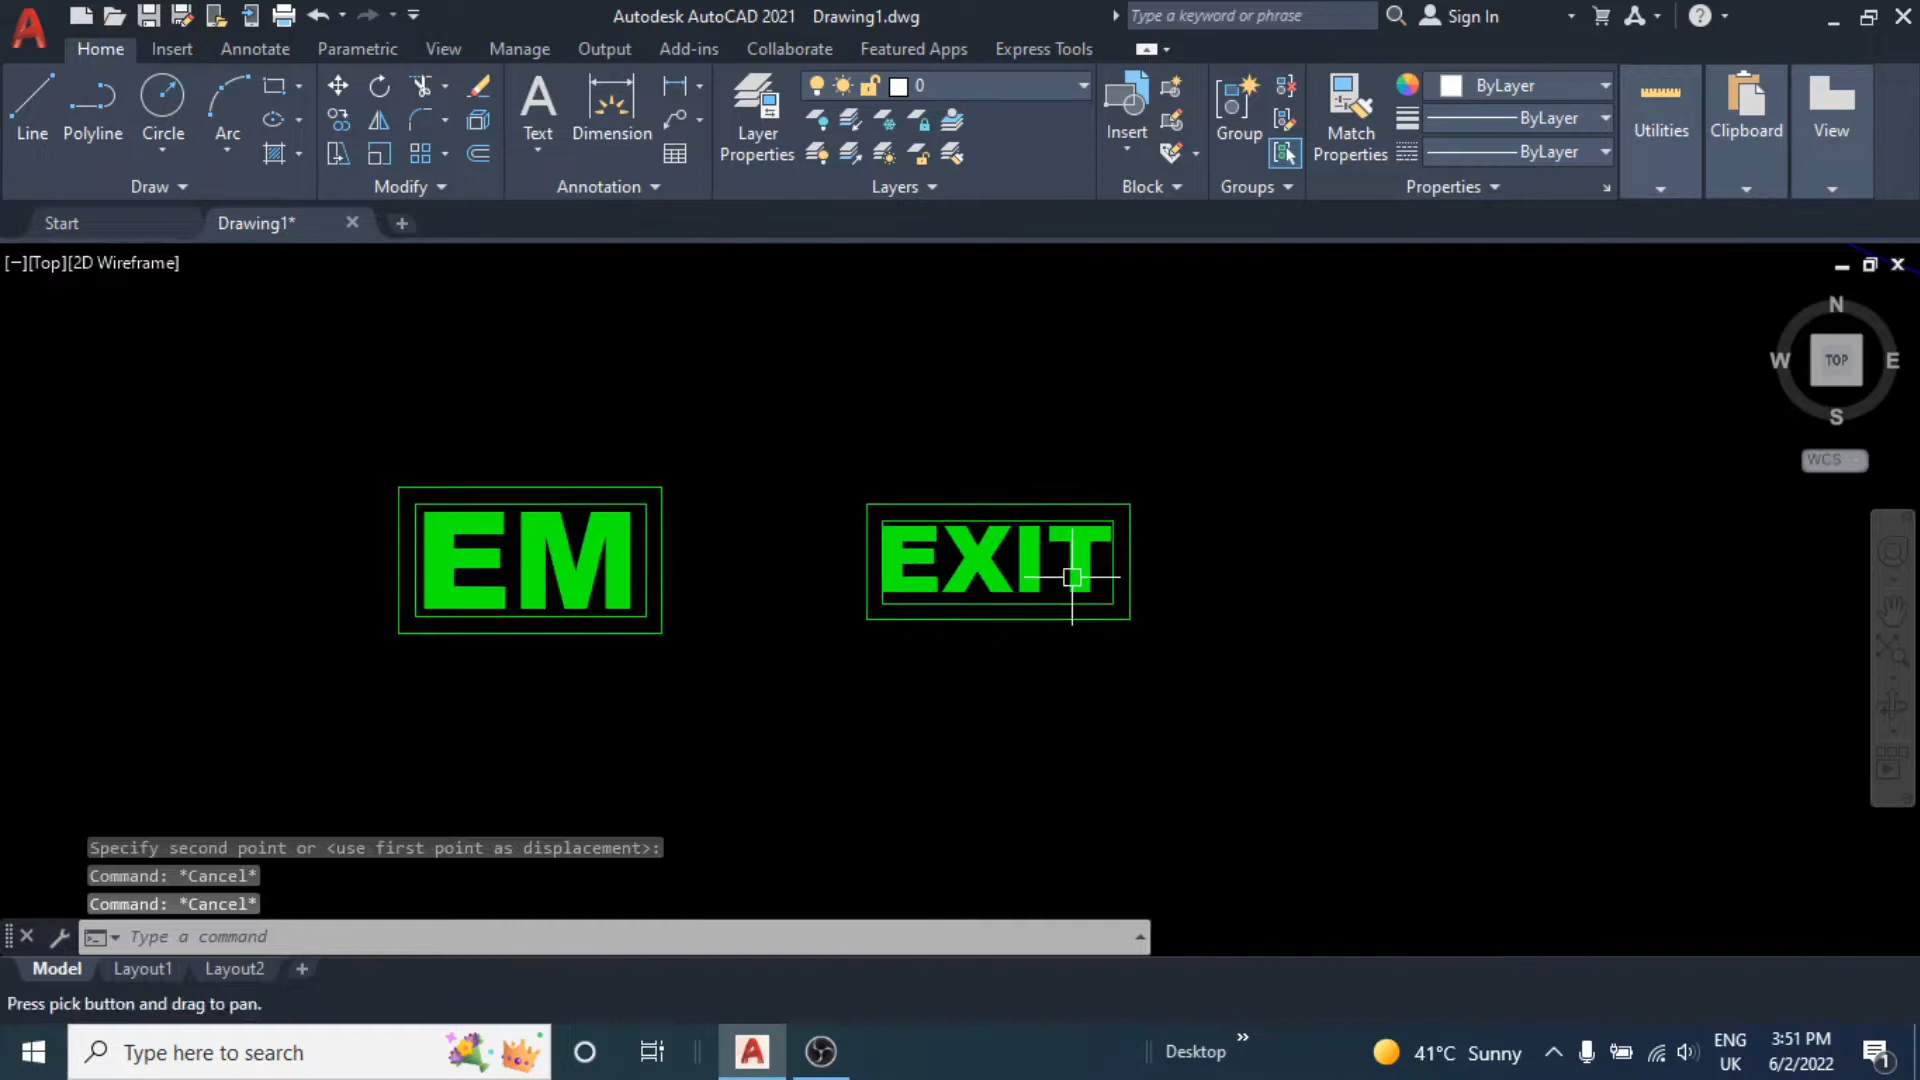 Autodesk AutoCAD 2021 Drawing1.dwg
Type a keyword or phrase
Sign In
Home Insert Annotate Parametric View Manage Output Add-ins Collaborate Featured Apps Express Tools
0
ByLayer
Line Polyline Circle Arc
Text Dimension
Layer Properties
Insert
Group
Match Properties
ByLayer
ByLayer
Utilities Clipboard View
Draw Modify Annotation Layers Block Groups Properties
Start Drawing1*
[−][Top][2D Wireframe]
N
W TOP E
S
WCS
EM EXIT
Specify second point or <use first point as displacement>:
Command: *Cancel*
Command: *Cancel*
Type a command
Model Layout1 Layout2
Press pick button and drag to pan.
Type here to search
Desktop
41°C Sunny
ENG
UK
3:51 PM
6/2/2022
1